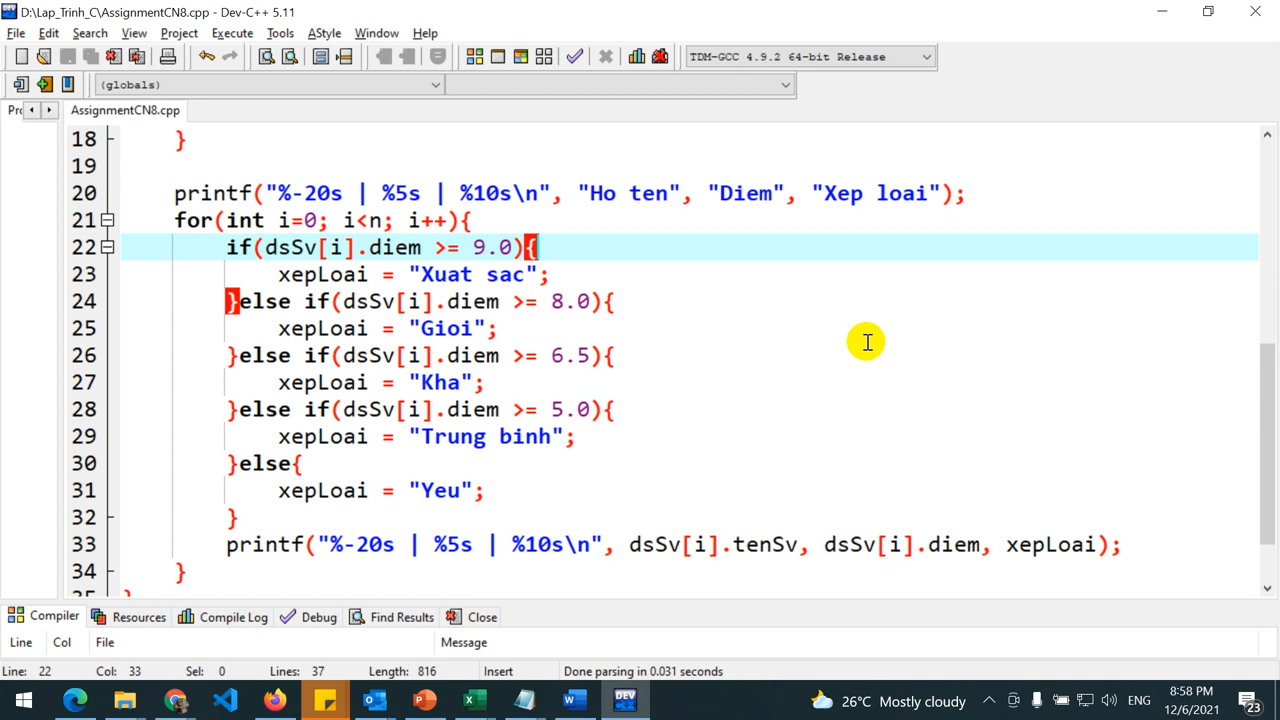 D:\Lap_Trinh_C\AssignmentCN8.cpp - Dev-C++ 5.11
File Edit Search View Project Execute Tools AStyle Window Help
TDM-GCC 4.9.2 64-bit Release
(globals)
AssignmentCN8.cpp
18 }
19
20 printf("%-20s | %5s | %10s\n", "Ho ten", "Diem", "Xep loai");
21 for(int i=0; i<n; i++){
22 if(dsSv[i].diem >= 9.0){
23 xepLoai = "Xuat sac";
24 }else if(dsSv[i].diem >= 8.0){
25 xepLoai = "Gioi";
26 }else if(dsSv[i].diem >= 6.5){
27 xepLoai = "Kha";
28 }else if(dsSv[i].diem >= 5.0){
29 xepLoai = "Trung binh";
30 }else{
31 xepLoai = "Yeu";
32 }
33 printf("%-20s | %5s | %10s\n", dsSv[i].tenSv, dsSv[i].diem, xepLoai);
34 }
Compiler Resources Compile Log Debug Find Results Close
Line Col File Message
Line: 22 Col: 33 Sel: 0 Lines: 37 Length: 816 Insert Done parsing in 0.031 seconds
26°C Mostly cloudy ENG 8:58 PM
12/6/2021 23